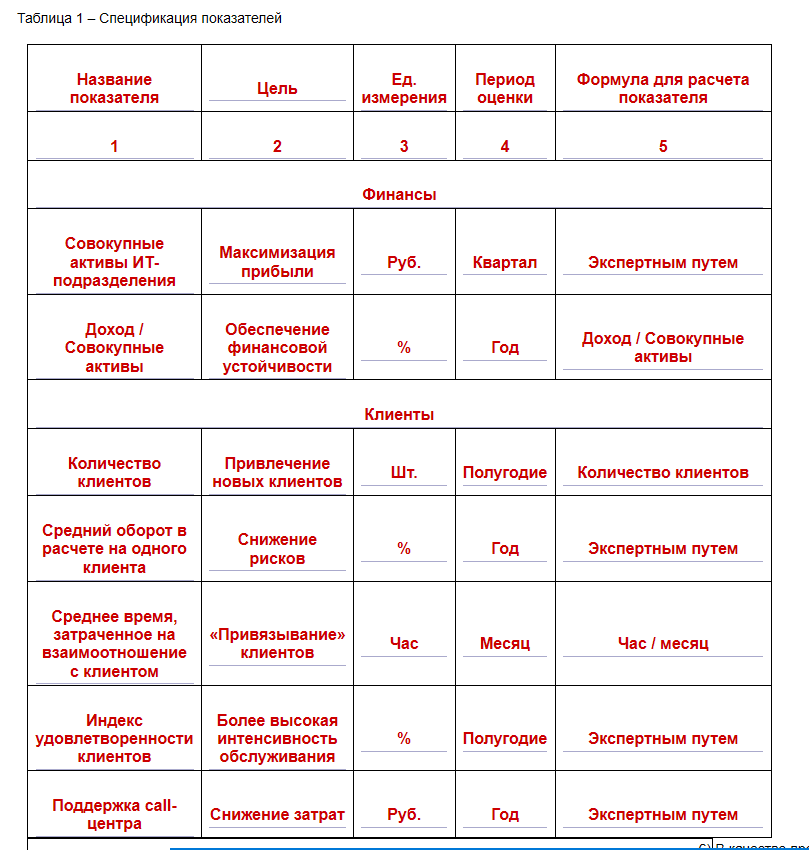 Таблица 1 – Спецификация показателей
Название
показателя
Цель
Ед.
измерения
Период
оценки
Формула для расчета
показателя
1
2
3
4
5
Финансы
Совокупные
активы ИТ-
подразделения
Максимизация
прибыли
Руб.
Квартал
Экспертным путем
Доход /
Совокупные
активы
Обеспечение
финансовой
устойчивости
%
Год
Доход / Совокупные
активы
Клиенты
Количество
клиентов
Привлечение
новых клиентов
Шт.
Полугодие
Количество клиентов
Средний оборот в
расчете на одного
клиента
Снижение
рисков
%
Год
Экспертным путем
Среднее время,
затраченное на
взаимоотношение
с клиентом
«Привязывание»
клиентов
Час
Месяц
Час / месяц
Индекс
удовлетворенности
клиентов
Более высокая
интенсивность
обслуживания
%
Полугодие
Экспертным путем
Поддержка call-
центра
Снижение затрат
Руб.
Год
Экспертным путем